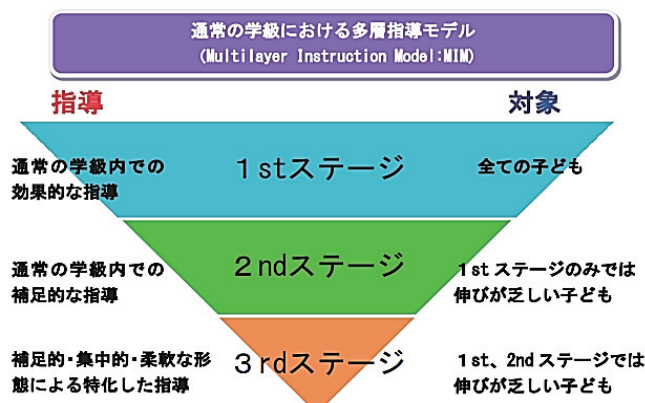 通常の学級における多層指導モデル
(Multilayer Instruction Model:MIM)
指導
対象
通常の学級内での
効果的な指導
1stステージ
全ての子ども
通常の学級内での
補足的な指導
2ndステージ
1stステージのみでは
伸びが乏しい子ども
補足的・集中的・柔軟な形
態による特化した指導
3rdステージ
1st、2ndステージでは
伸びが乏しい子ども